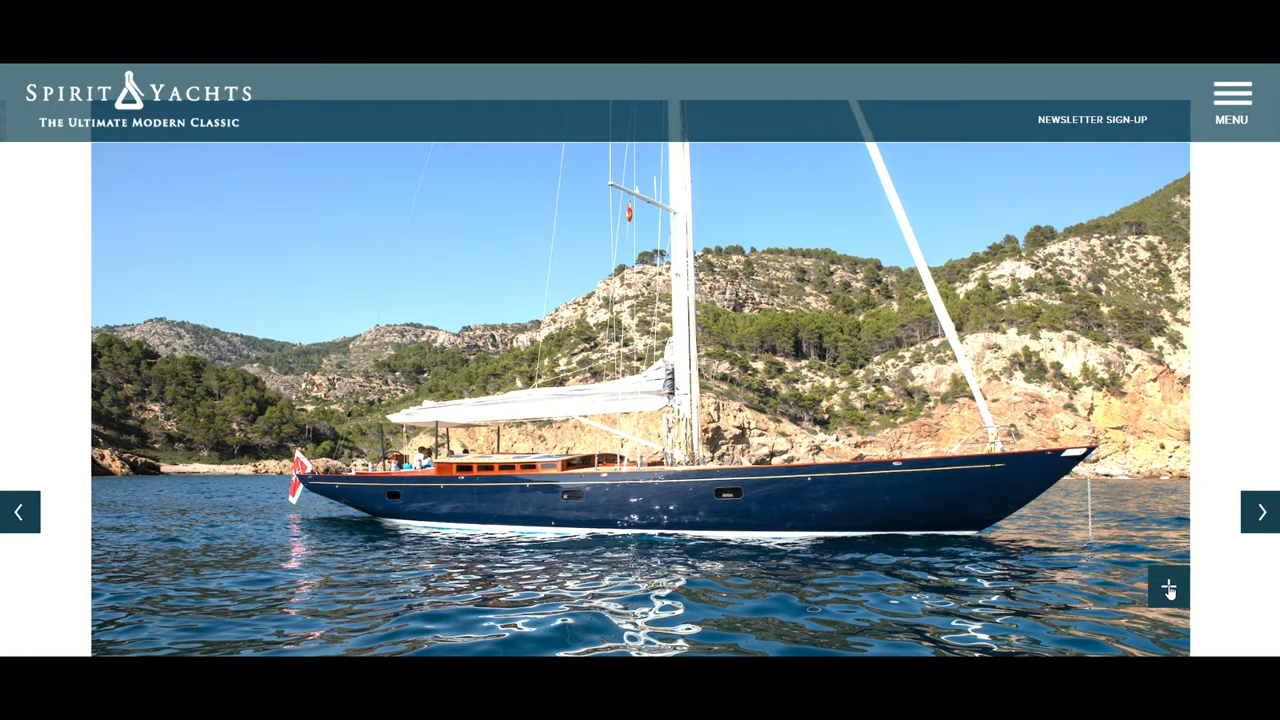 SPIRIT YACHTS
THE ULTIMATE MODERN CLASSIC
NEWSLETTER SIGN-UP
MENU